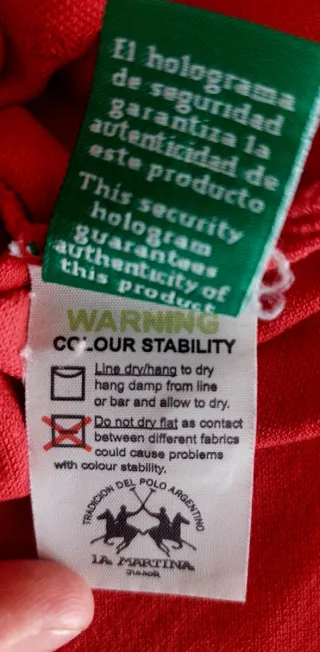 El holograma
de seguridad
garantiza la
autenticidad de
este producto
This security
hologram
guarantees
authenticity of
this product
WARNING
COLOUR STABILITY
Line dry/hang to dry
hang damp from line
or bar and allow to dry.
Do not dry flat as contact
between different fabrics
could cause problems
with colour stability.
TRADICION DEL POLO ARGENTINO
LA MARTINA
JUNIOR